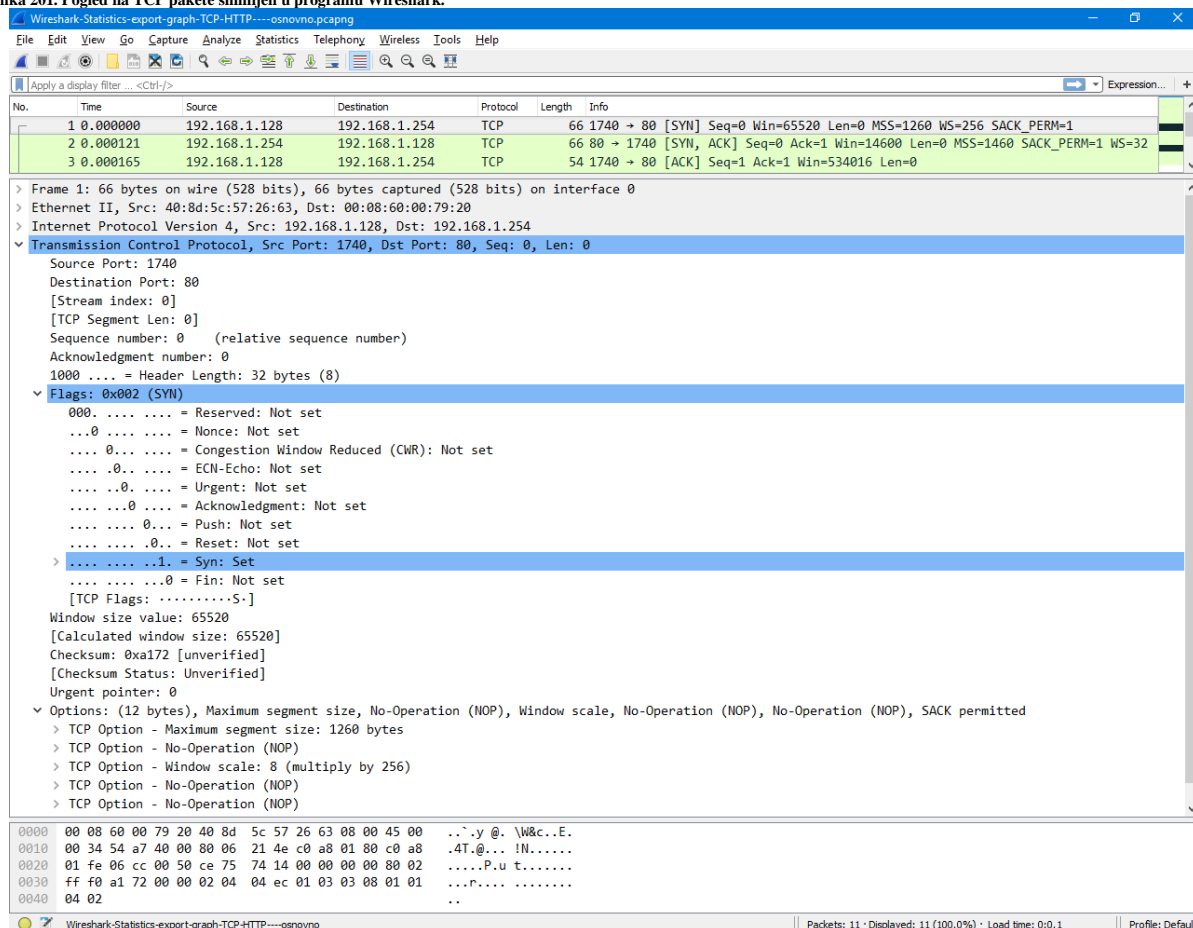 nka 201. Pogled na TCP pakete snimljen u programu Wireshark.
Wireshark-Statistics-export-graph-TCP-HTTP----osnovno.pcapng
File Edit View Go Capture Analyze Statistics Telephony Wireless Tools Help
Apply a display filter ... <Ctrl-/> Expression... +
No. Time Source Destination Protocol Length Info
1 0.000000 192.168.1.128 192.168.1.254 TCP 66 1740 → 80 [SYN] Seq=0 Win=65520 Len=0 MSS=1260 WS=256 SACK_PERM=1
2 0.000121 192.168.1.254 192.168.1.128 TCP 66 80 → 1740 [SYN, ACK] Seq=0 Ack=1 Win=14600 Len=0 MSS=1460 SACK_PERM=1 WS=32
3 0.000165 192.168.1.128 192.168.1.254 TCP 54 1740 → 80 [ACK] Seq=1 Ack=1 Win=534016 Len=0
> Frame 1: 66 bytes on wire (528 bits), 66 bytes captured (528 bits) on interface 0
> Ethernet II, Src: 40:8d:5c:57:26:63, Dst: 00:08:60:00:79:20
> Internet Protocol Version 4, Src: 192.168.1.128, Dst: 192.168.1.254
Transmission Control Protocol, Src Port: 1740, Dst Port: 80, Seq: 0, Len: 0
Source Port: 1740
Destination Port: 80
[Stream index: 0]
[TCP Segment Len: 0]
Sequence number: 0 (relative sequence number)
Acknowledgment number: 0
1000 .... = Header Length: 32 bytes (8)
Flags: 0x002 (SYN)
000. .... .... = Reserved: Not set
...0 .... .... = Nonce: Not set
.... 0... .... = Congestion Window Reduced (CWR): Not set
.... .0.. .... = ECN-Echo: Not set
.... ..0. .... = Urgent: Not set
.... ...0 .... = Acknowledgment: Not set
.... .... 0... = Push: Not set
.... .... .0.. = Reset: Not set
> .... .... ..1. = Syn: Set
.... .... ...0 = Fin: Not set
[TCP Flags: ··········S·]
Window size value: 65520
[Calculated window size: 65520]
Checksum: 0xa172 [unverified]
[Checksum Status: Unverified]
Urgent pointer: 0
Options: (12 bytes), Maximum segment size, No-Operation (NOP), Window scale, No-Operation (NOP), No-Operation (NOP), SACK permitted
> TCP Option - Maximum segment size: 1260 bytes
> TCP Option - No-Operation (NOP)
> TCP Option - Window scale: 8 (multiply by 256)
> TCP Option - No-Operation (NOP)
> TCP Option - No-Operation (NOP)
0000 00 08 60 00 79 20 40 8d 5c 57 26 63 08 00 45 00 ..`.y @. \W&c..E.
0010 00 34 54 a7 40 00 80 06 21 4e c0 a8 01 80 c0 a8 .4T.@... !N......
0020 01 fe 06 cc 00 50 ce 75 74 14 00 00 00 00 80 02 .....P.u t.......
0030 ff f0 a1 72 00 00 02 04 04 ec 01 03 03 08 01 01 ...r.... ........
0040 04 02 ..
Wireshark-Statistics-export-graph-TCP-HTTP----osnovno Packets: 11 · Displayed: 11 (100.0%) · Load time: 0:0.1 Profile: Defaul